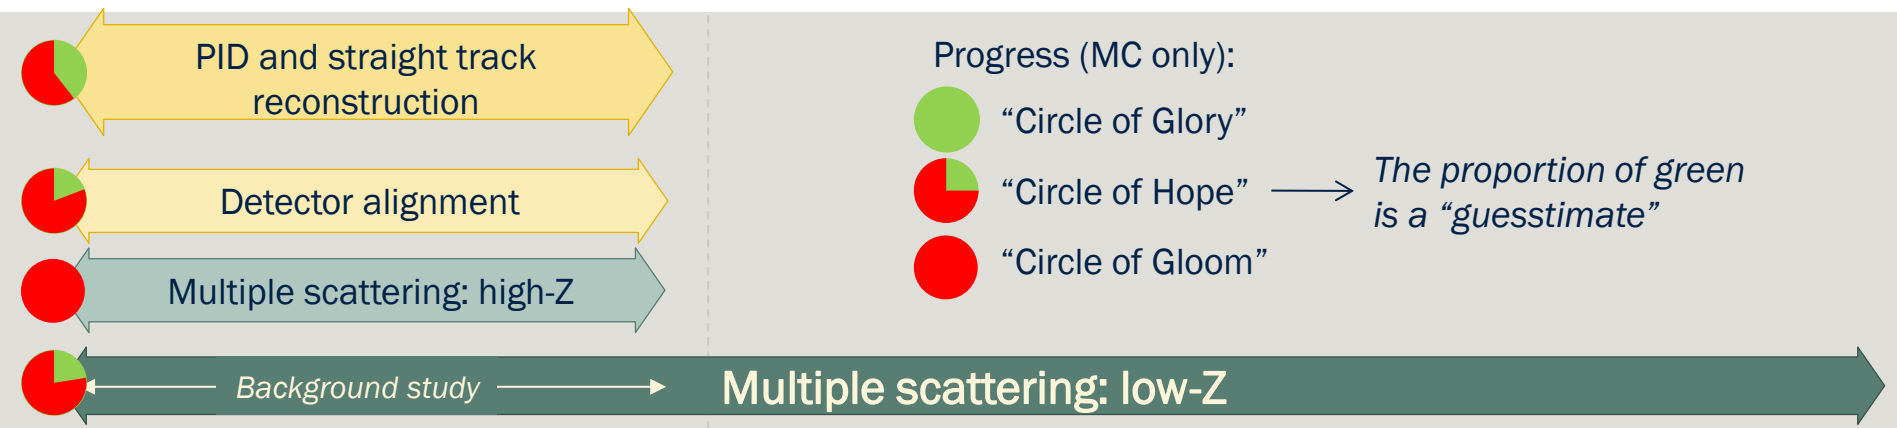 PID and straight track
reconstruction
Detector alignment
Multiple scattering: high-Z
Background study
Multiple scattering: low-Z
Progress (MC only):
“Circle of Glory”
“Circle of Hope”
“Circle of Gloom”
The proportion of green
is a “guesstimate”